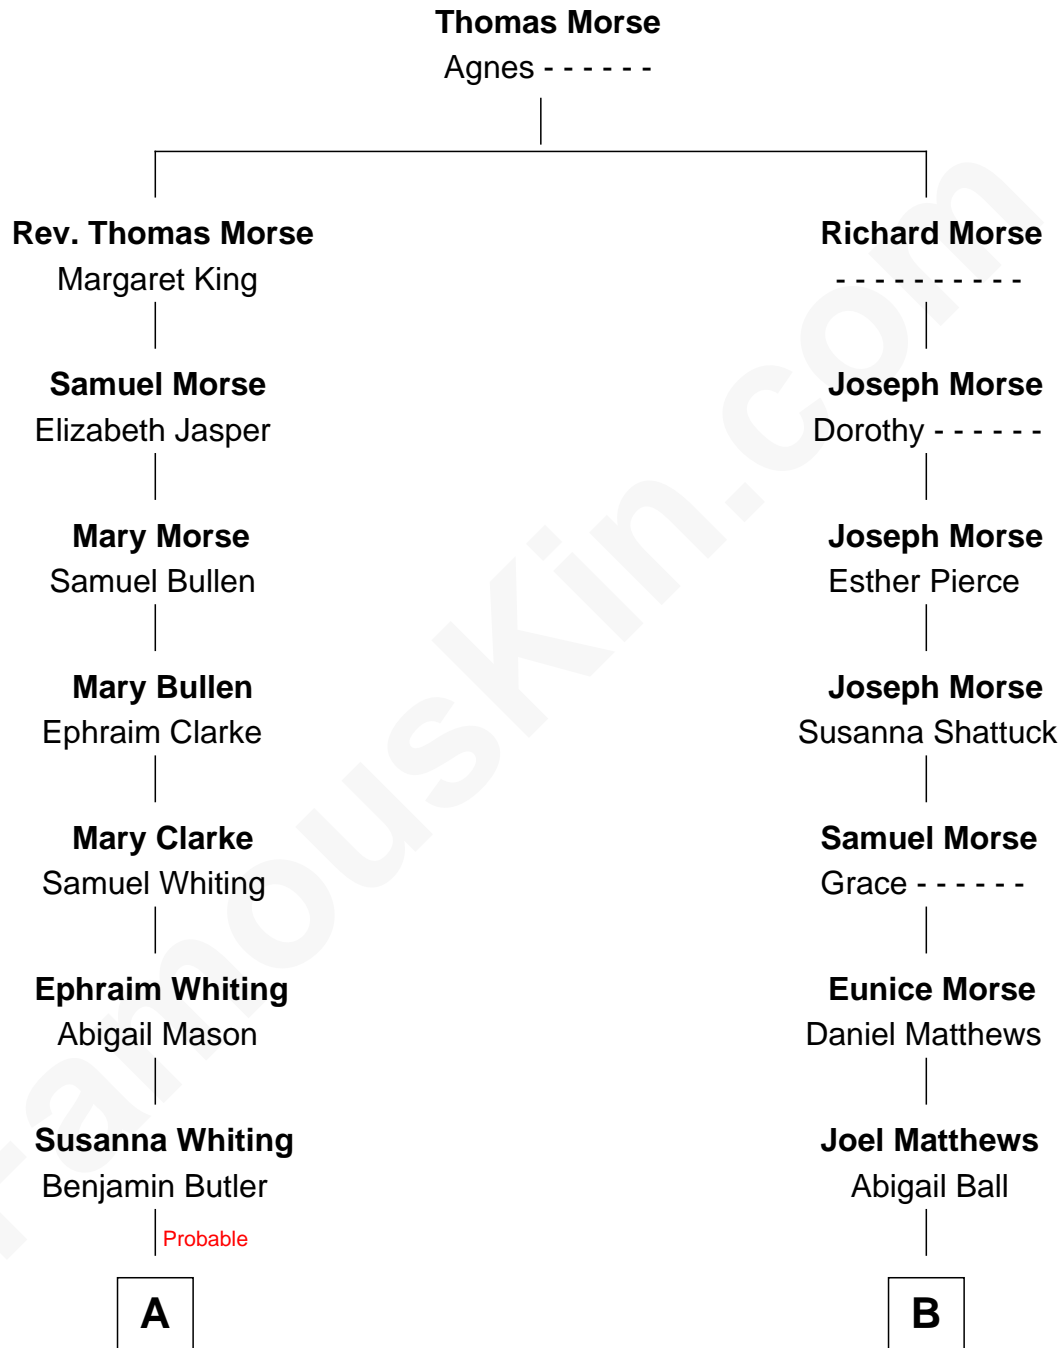 Thomas Morse
Agnes - - - - - -
Rev. Thomas Morse
Margaret King
Samuel Morse
Elizabeth Jasper
Mary Morse
Samuel Bullen
Mary Bullen
Ephraim Clarke
Mary Clarke
Samuel Whiting
Ephraim Whiting
Abigail Mason
Susanna Whiting
Benjamin Butler
Probable
A
Richard Morse
- - - - - - - - - -
Joseph Morse
Dorothy - - - - - -
Joseph Morse
Esther Pierce
Joseph Morse
Susanna Shattuck
Samuel Morse
Grace - - - - - -
Eunice Morse
Daniel Matthews
Joel Matthews
Abigail Ball
B
FamousKin.com